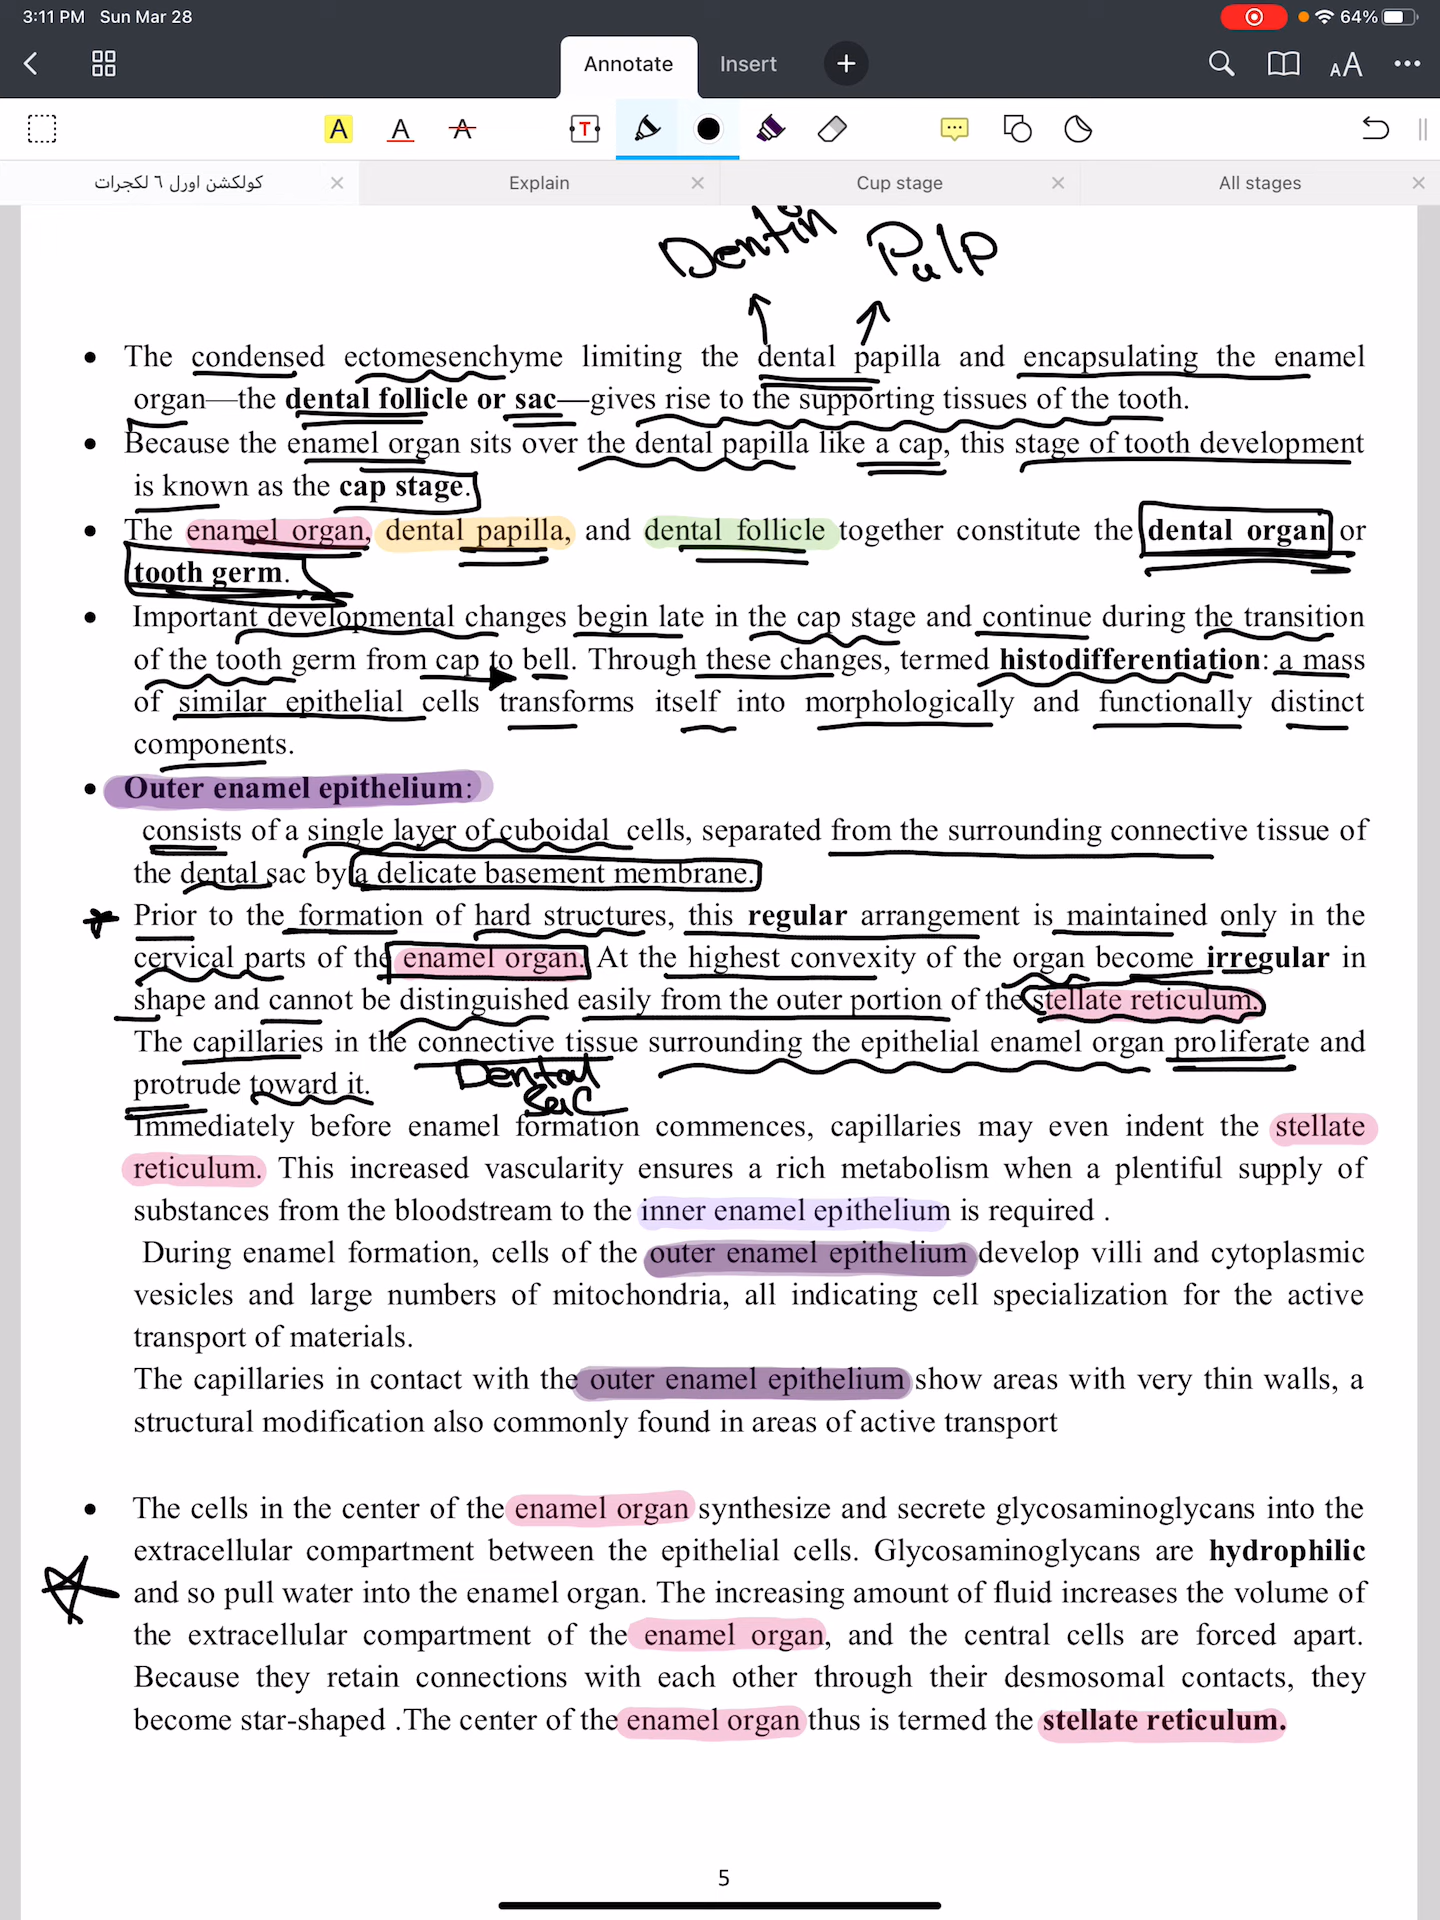 3:11 PM Sun Mar 28
64%
Annotate Insert
كولكشن اورل ٦ لكجرات
Explain
Cup stage
All stages
Dentin Pulp
• The condensed ectomesenchyme limiting the dental papilla and encapsulating the enamel
organ—the dental follicle or sac—gives rise to the supporting tissues of the tooth.
• Because the enamel organ sits over the dental papilla like a cap, this stage of tooth development
is known as the cap stage.
• The enamel organ, dental papilla, and dental follicle together constitute the dental organ or
tooth germ.
• Important developmental changes begin late in the cap stage and continue during the transition
of the tooth germ from cap to bell. Through these changes, termed histodifferentiation: a mass
of similar epithelial cells transforms itself into morphologically and functionally distinct
components.
• Outer enamel epithelium:
consists of a single layer of cuboidal cells, separated from the surrounding connective tissue of
the dental sac by a delicate basement membrane.
Prior to the formation of hard structures, this regular arrangement is maintained only in the
cervical parts of the enamel organ. At the highest convexity of the organ become irregular in
shape and cannot be distinguished easily from the outer portion of the stellate reticulum.
The capillaries in the connective tissue surrounding the epithelial enamel organ proliferate and
protrude toward it.
Dental
Sac
Immediately before enamel formation commences, capillaries may even indent the stellate
reticulum. This increased vascularity ensures a rich metabolism when a plentiful supply of
substances from the bloodstream to the inner enamel epithelium is required .
During enamel formation, cells of the outer enamel epithelium develop villi and cytoplasmic
vesicles and large numbers of mitochondria, all indicating cell specialization for the active
transport of materials.
The capillaries in contact with the outer enamel epithelium show areas with very thin walls, a
structural modification also commonly found in areas of active transport
• The cells in the center of the enamel organ synthesize and secrete glycosaminoglycans into the
extracellular compartment between the epithelial cells. Glycosaminoglycans are hydrophilic
and so pull water into the enamel organ. The increasing amount of fluid increases the volume of
the extracellular compartment of the enamel organ, and the central cells are forced apart.
Because they retain connections with each other through their desmosomal contacts, they
become star-shaped .The center of the enamel organ thus is termed the stellate reticulum.
5